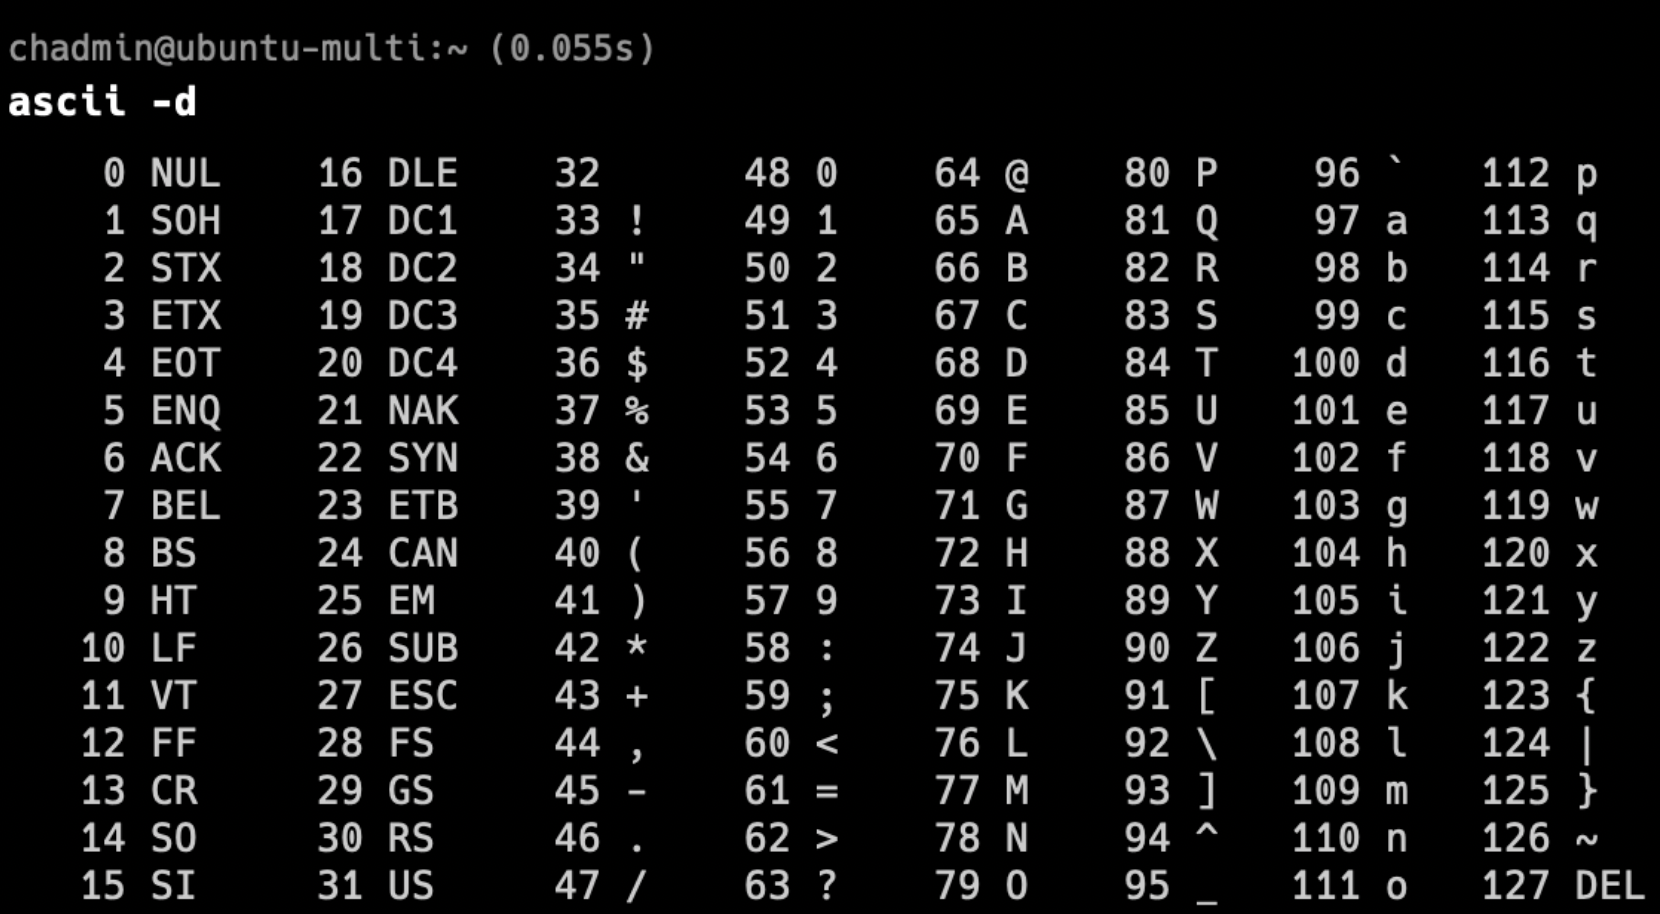 chadmin@ubuntu-multi:~ (0.055s)
ascii -d
0 NUL 16 DLE 32 48 0 64 @ 80 P 96 ` 112 p
1 SOH 17 DC1 33 ! 49 1 65 A 81 Q 97 a 113 q
2 STX 18 DC2 34 " 50 2 66 B 82 R 98 b 114 r
3 ETX 19 DC3 35 # 51 3 67 C 83 S 99 c 115 s
4 EOT 20 DC4 36 $ 52 4 68 D 84 T 100 d 116 t
5 ENQ 21 NAK 37 % 53 5 69 E 85 U 101 e 117 u
6 ACK 22 SYN 38 & 54 6 70 F 86 V 102 f 118 v
7 BEL 23 ETB 39 ' 55 7 71 G 87 W 103 g 119 w
8 BS 24 CAN 40 ( 56 8 72 H 88 X 104 h 120 x
9 HT 25 EM 41 ) 57 9 73 I 89 Y 105 i 121 y
10 LF 26 SUB 42 * 58 : 74 J 90 Z 106 j 122 z
11 VT 27 ESC 43 + 59 ; 75 K 91 [ 107 k 123 {
12 FF 28 FS 44 , 60 < 76 L 92 \ 108 l 124 |
13 CR 29 GS 45 - 61 = 77 M 93 ] 109 m 125 }
14 SO 30 RS 46 . 62 > 78 N 94 ^ 110 n 126 ~
15 SI 31 US 47 / 63 ? 79 O 95 _ 111 o 127 DEL